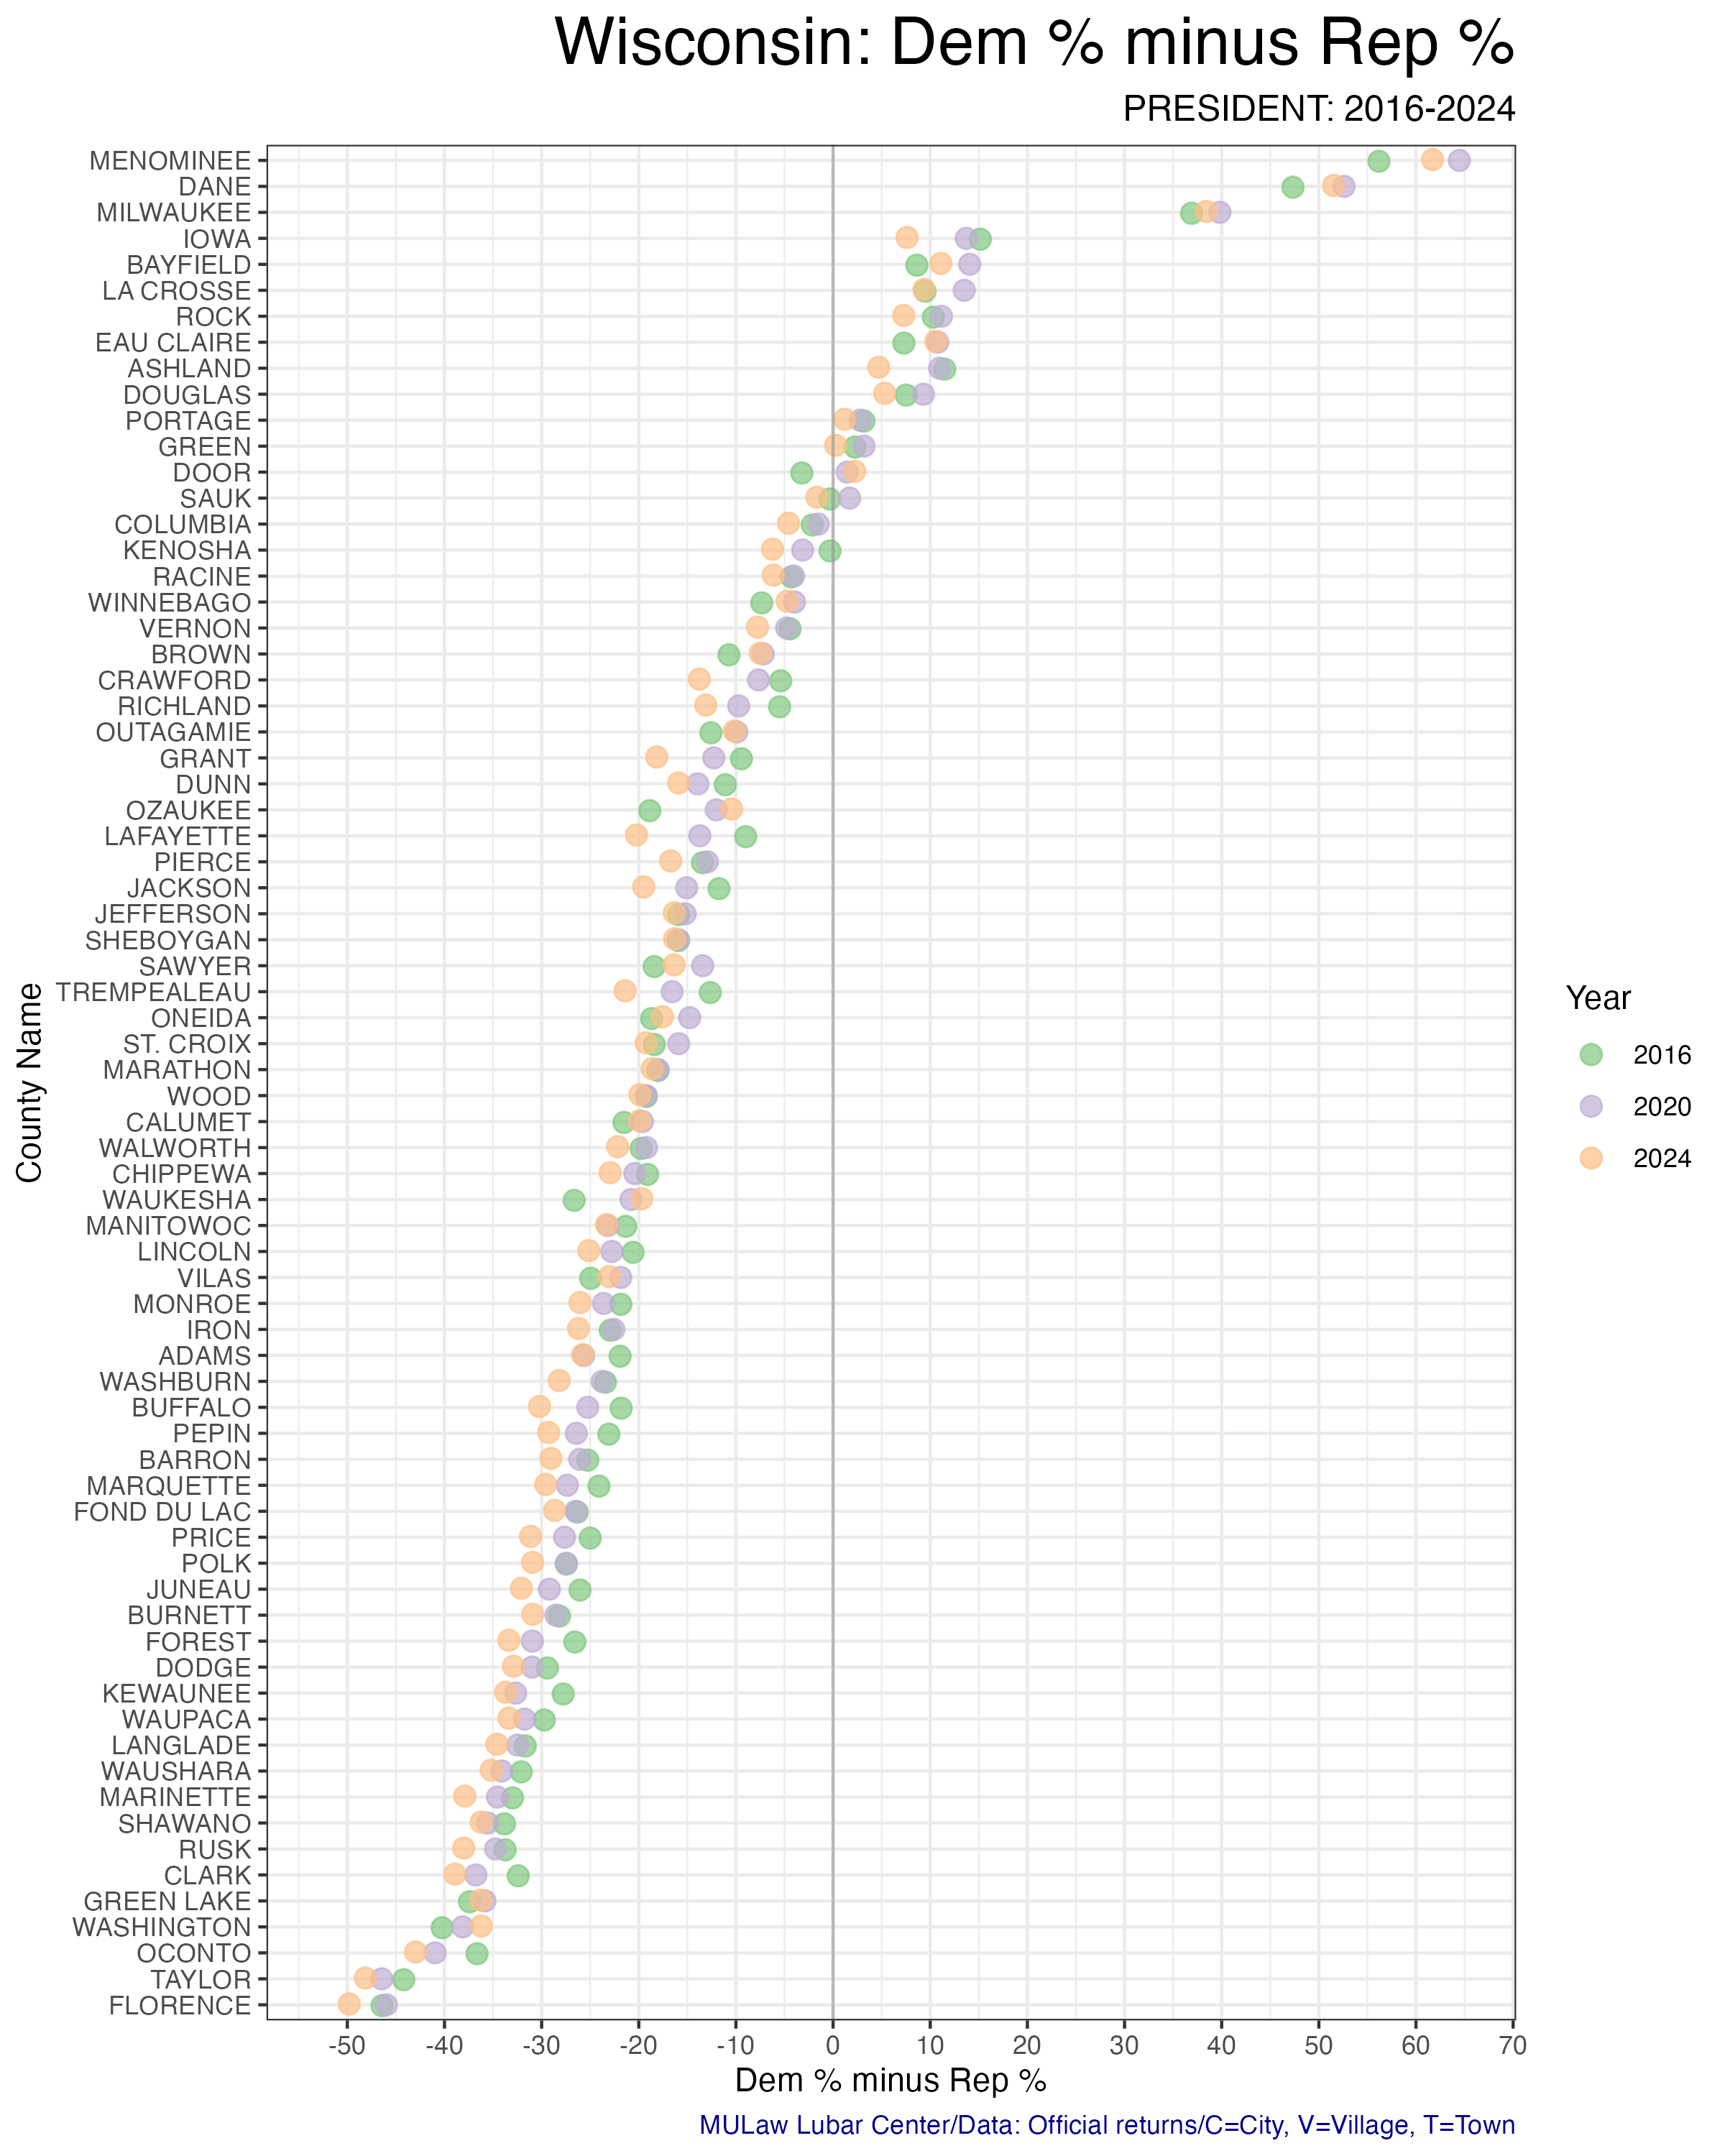 Wisconsin: Dem % minus Rep %
PRESIDENT: 2016-2024
MENOMINEE
DANE
MILWAUKEE
IOWA
BAYFIELD
LA CROSSE
ROCK
EAU CLAIRE
ASHLAND
DOUGLAS
PORTAGE
GREEN
DOOR
SAUK
COLUMBIA
KENOSHA
RACINE
WINNEBAGO
VERNON
BROWN
CRAWFORD
RICHLAND
OUTAGAMIE
GRANT
DUNN
OZAUKEE
LAFAYETTE
PIERCE
JACKSON
JEFFERSON
SHEBOYGAN
SAWYER
TREMPEALEAU
ONEIDA
ST. CROIX
MARATHON
WOOD
CALUMET
WALWORTH
CHIPPEWA
WAUKESHA
MANITOWOC
LINCOLN
VILAS
MONROE
IRON
ADAMS
WASHBURN
BUFFALO
PEPIN
BARRON
MARQUETTE
FOND DU LAC
PRICE
POLK
JUNEAU
BURNETT
FOREST
DODGE
KEWAUNEE
WAUPACA
LANGLADE
WAUSHARA
MARINETTE
SHAWANO
RUSK
CLARK
GREEN LAKE
WASHINGTON
OCONTO
TAYLOR
FLORENCE
County Name
-50 -40 -30 -20 -10 0 10 20 30 40 50 60 70
Dem % minus Rep %
Year
2016
2020
2024
MULaw Lubar Center/Data: Official returns/C=City, V=Village, T=Town